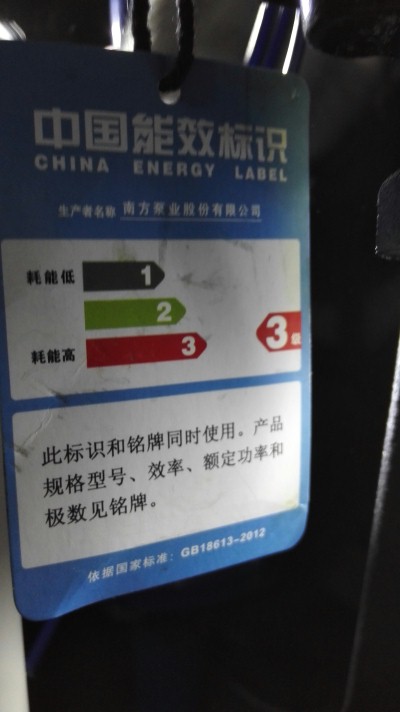 中国能效标识
CHINA ENERGY LABEL
生产者名称 南方泵业股份有限公司
耗能低 1
2
3级
耗能高 3
此标识和铭牌同时使用。产品
规格型号、效率、额定功率和
极数见铭牌。
依据国家标准：GB18613-2012